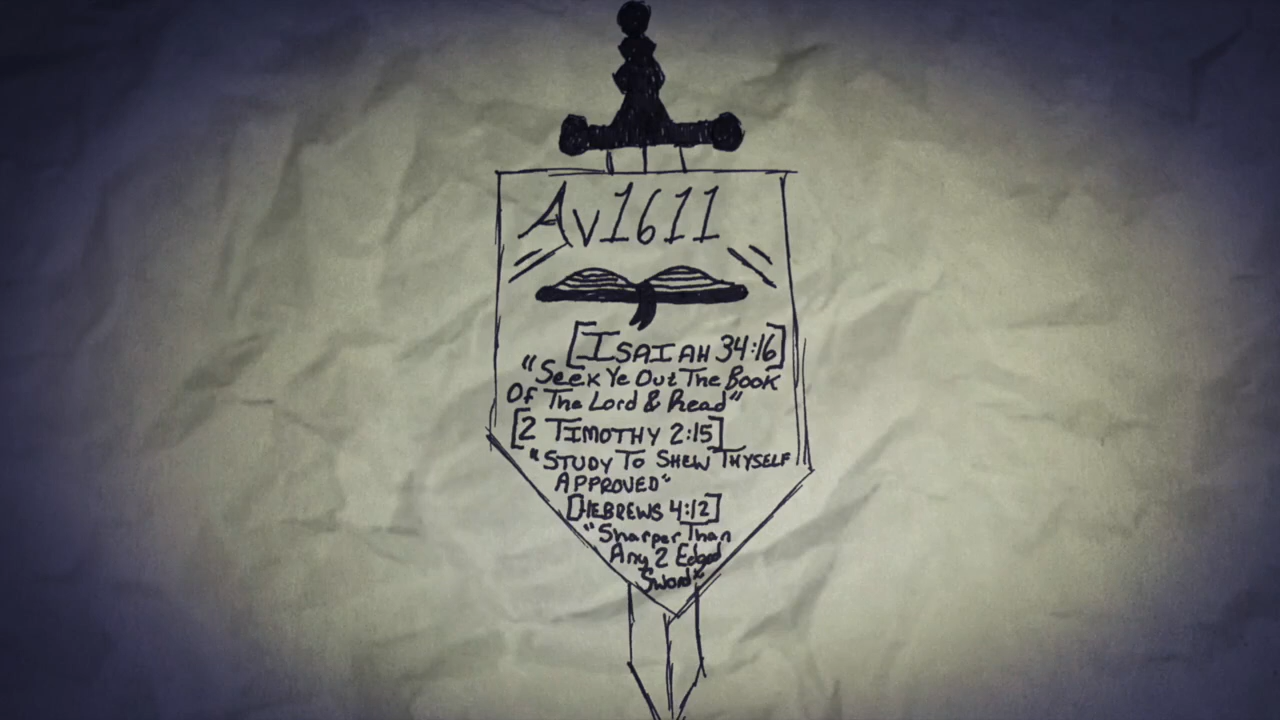 Av1611
[ISAIAH 34:16]
"Seek Ye Out The Book
Of The Lord & Read"
[2 TIMOTHY 2:15]
"STUDY TO SHEW THYSELF
APPROVED"
[HEBREWS 4:12]
"Sharper Than
Any 2 Edged
Sword"